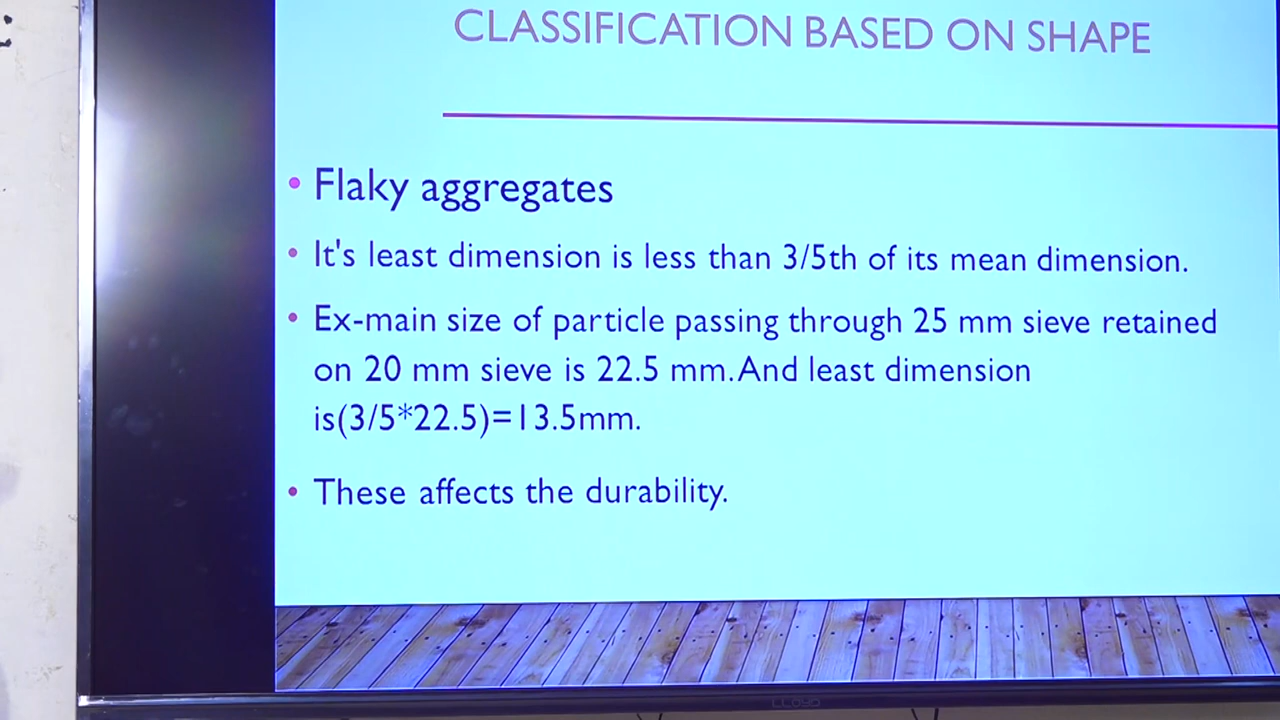 CLASSIFICATION BASED ON SHAPE
• Flaky aggregates
• It's least dimension is less than 3/5th of its mean dimension.
• Ex-main size of particle passing through 25 mm sieve retained
on 20 mm sieve is 22.5 mm.And least dimension
is(3/5*22.5)=13.5mm.
• These affects the durability.
LLOYD